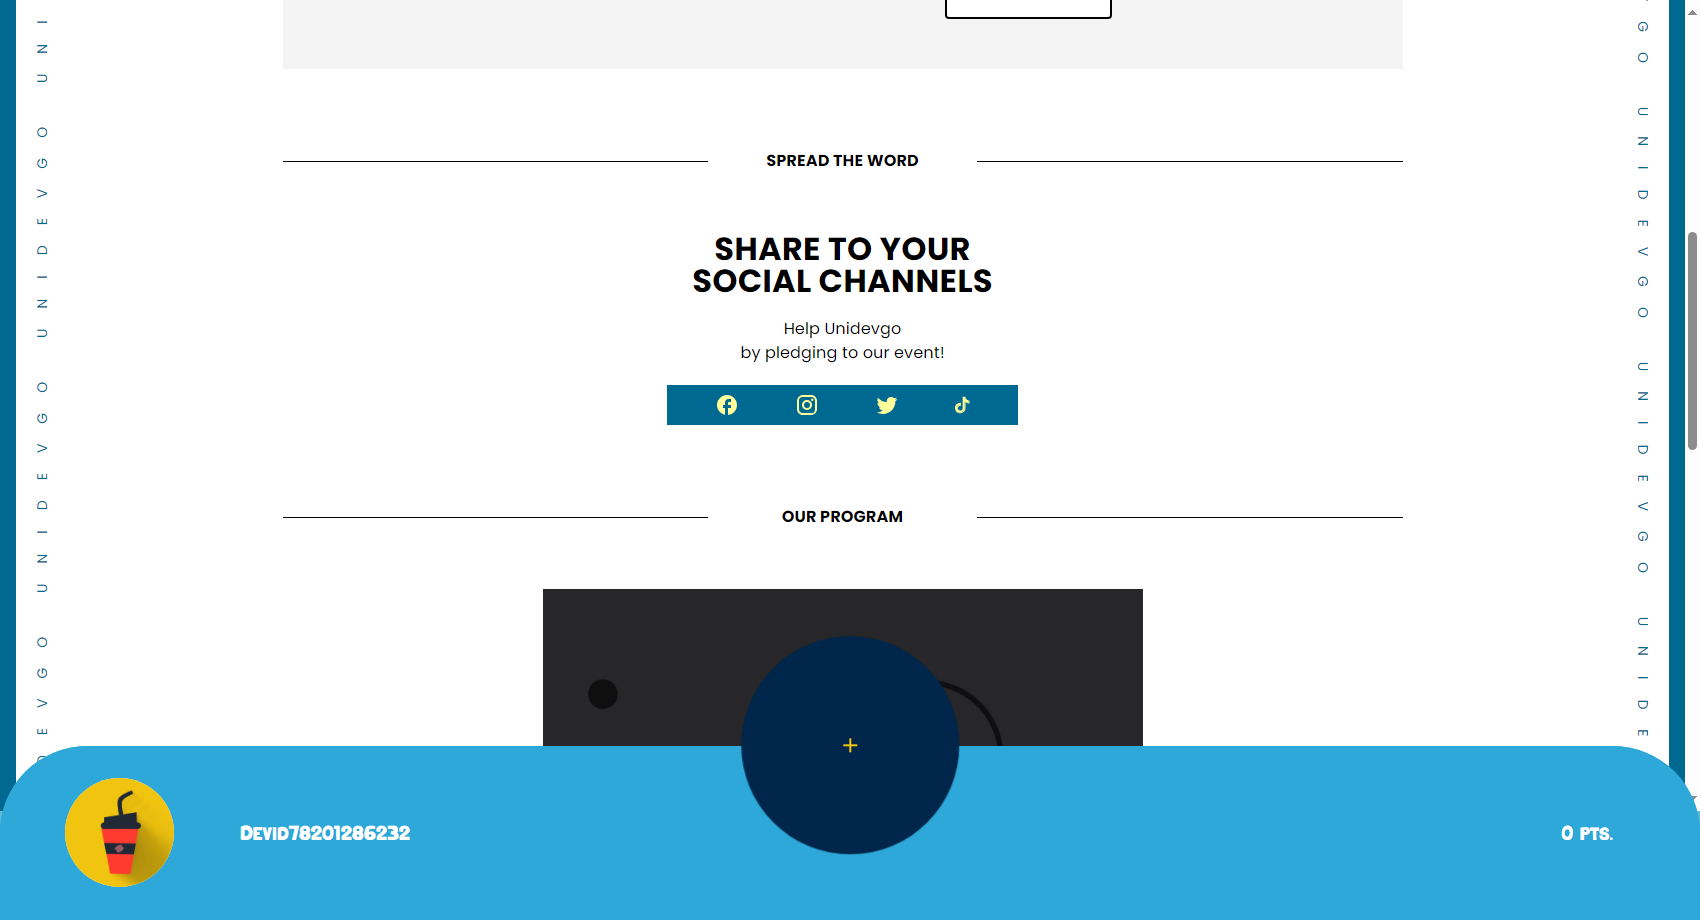 SPREAD THE WORD
SHARE TO YOUR
SOCIAL CHANNELS
Help Unidevgo
by pledging to our event!
OUR PROGRAM
UNIDEVGO UNIDEVGO UNI
GO UNIDEVGO UNIDEVGO UNIDE
Devid78201286232
0 PTS.